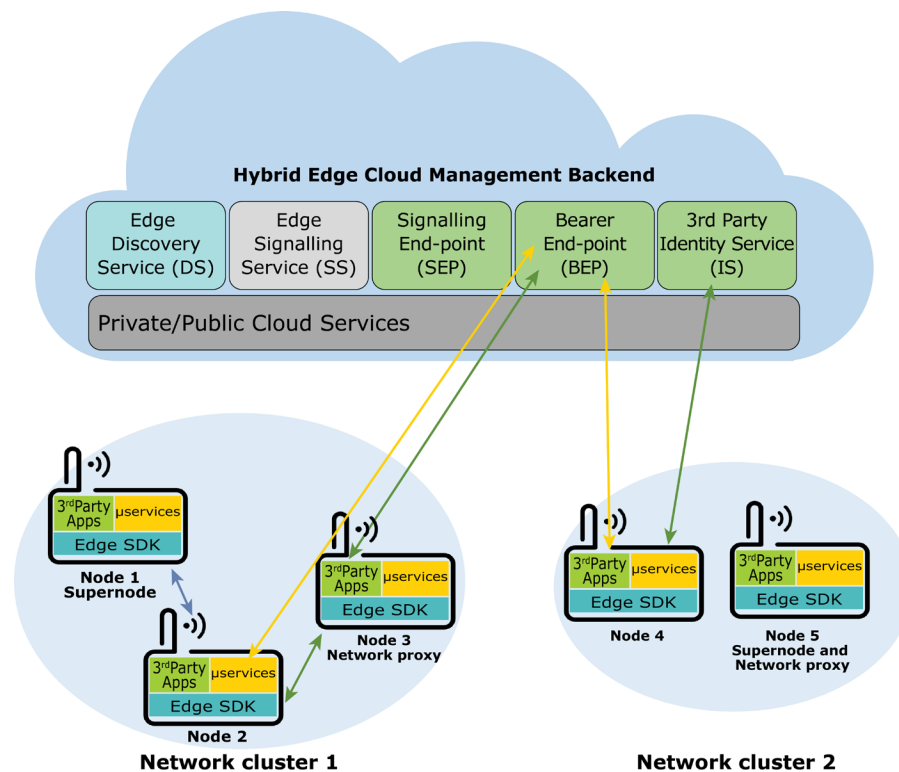 Hybrid Edge Cloud Management Backend
Edge
Discovery
Service (DS)
Edge
Signalling
Service (SS)
Signalling
End-point
(SEP)
Bearer
End-point
(BEP)
3rd Party
Identity Service
(IS)
Private/Public Cloud Services
3rdParty
Apps
µservices
Edge SDK
Node 1
Supernode
3rdParty
Apps
µservices
Edge SDK
Node 3
Network proxy
3rdParty
Apps
µservices
Edge SDK
Node 2
Network cluster 1
3rdParty
Apps
µservices
Edge SDK
Node 4
3rdParty
Apps
µservices
Edge SDK
Node 5
Supernode and
Network proxy
Network cluster 2